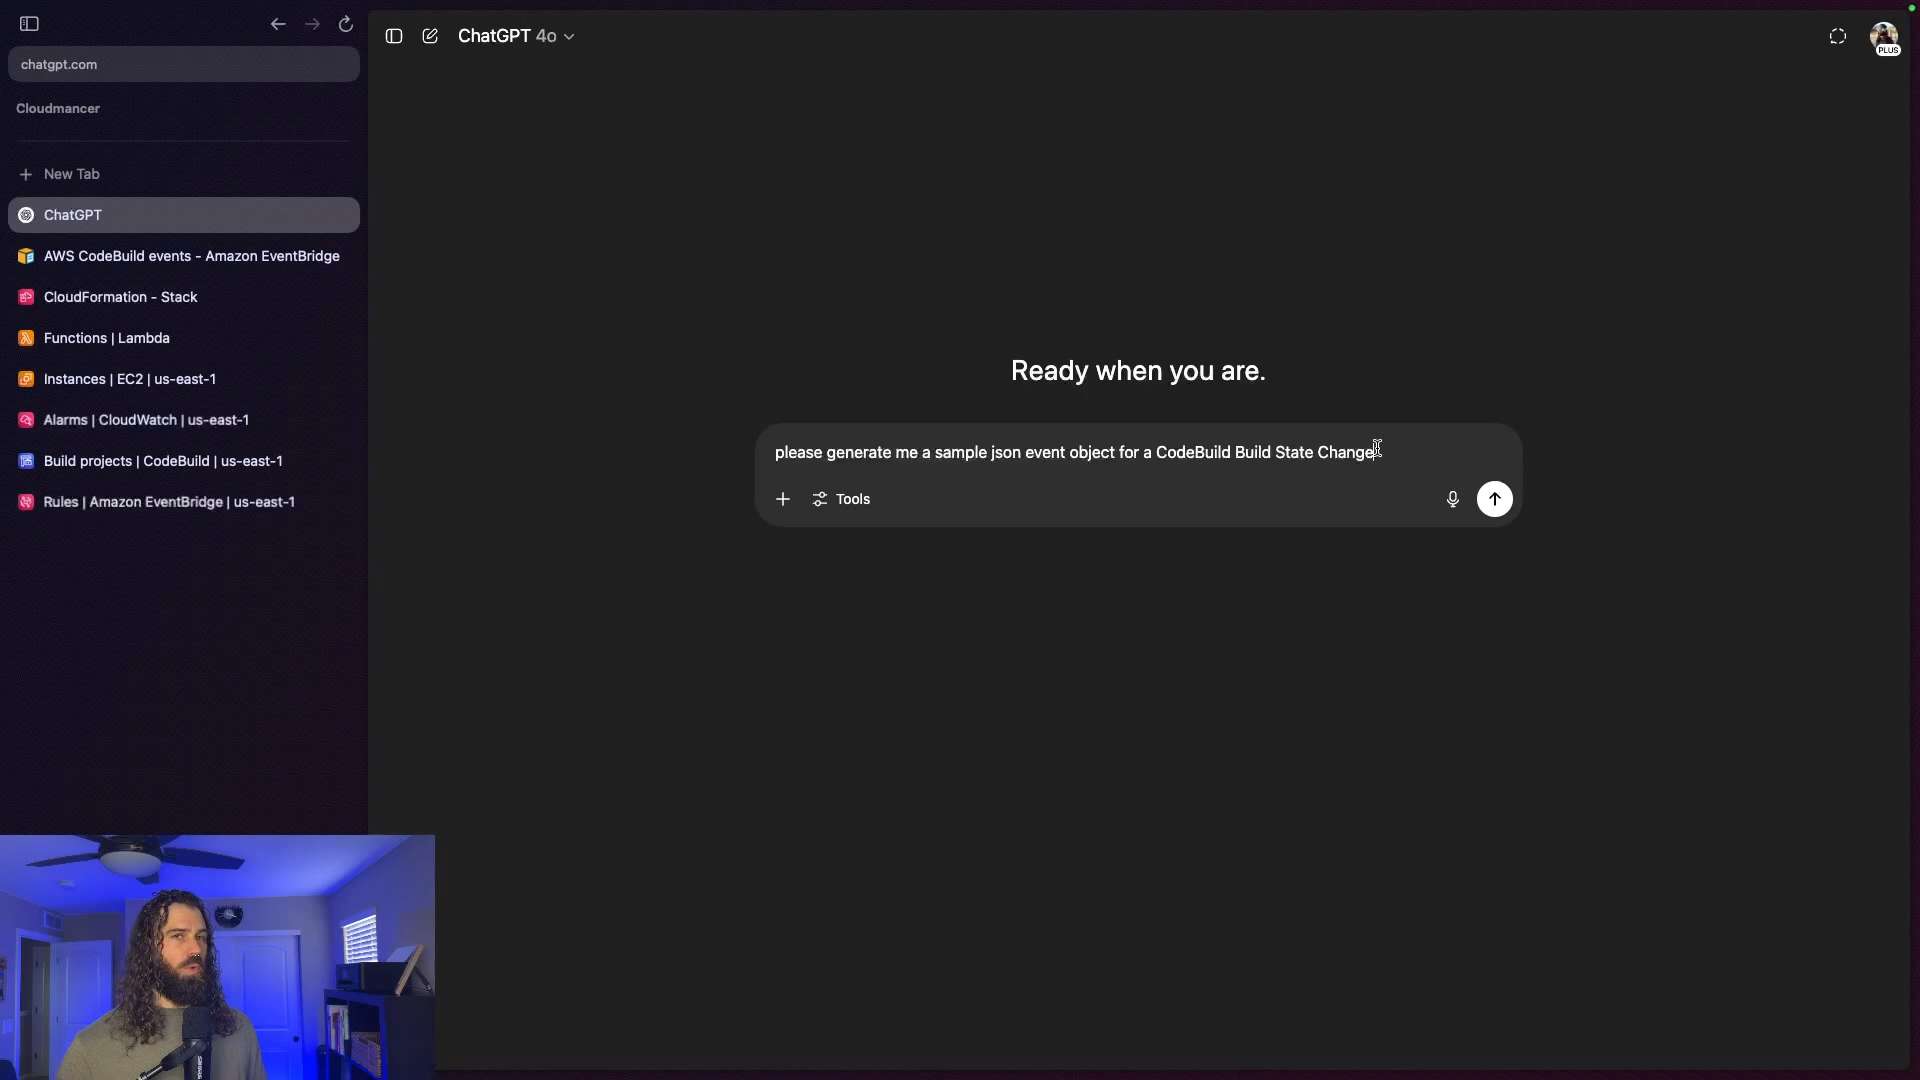 chatgpt.com
Cloudmancer
New Tab
ChatGPT
AWS CodeBuild events - Amazon EventBridge
CloudFormation - Stack
Functions | Lambda
Instances | EC2 | us-east-1
Alarms | CloudWatch | us-east-1
Build projects | CodeBuild | us-east-1
Rules | Amazon EventBridge | us-east-1
ChatGPT 4o
PLUS
Ready when you are.
please generate me a sample json event object for a CodeBuild Build State Change
Tools